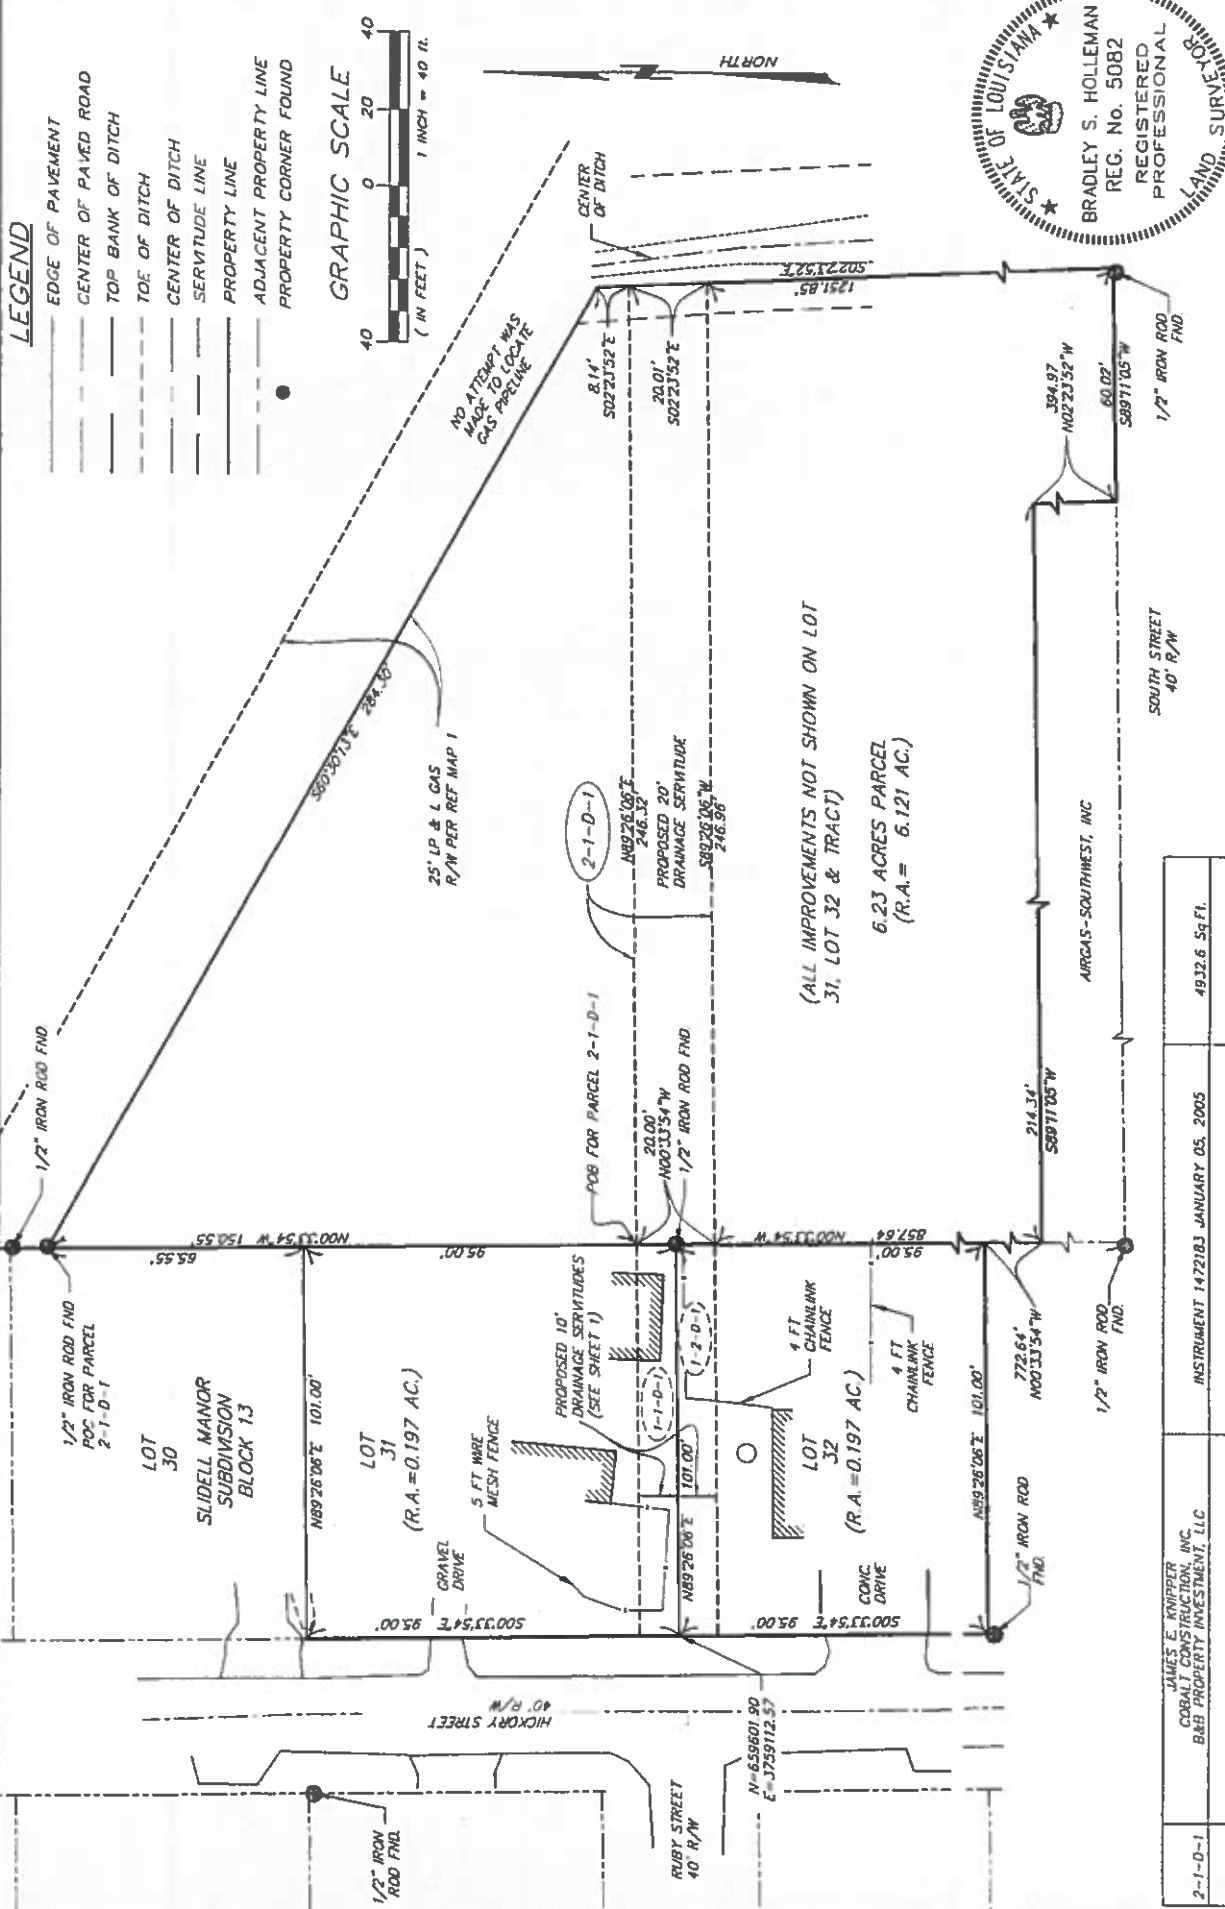 LEGEND
EDGE OF PAVEMENT
CENTER OF PAVED ROAD
TOP BANK OF DITCH
TOE OF DITCH
CENTER OF DITCH
SERVITUDE LINE
PROPERTY LINE
ADJACENT PROPERTY LINE
PROPERTY CORNER FOUND
GRAPHIC SCALE
40 0 20 40
( IN FEET )
1 INCH = 40 ft.
NORTH
STATE OF LOUISIANA
BRADLEY S. HOLLEMAN
REG. No. 5082
REGISTERED
PROFESSIONAL
LAND SURVEYOR
1/2" IRON ROD FND.
1/2" IRON ROD FND
POC FOR PARCEL
2-1-D-1
S60°30'13"E 284.30'
25' LP & L GAS
R/W PER REF MAP 1
NO ATTEMPT WAS
MADE TO LOCATE
GAS PIPELINE
CENTER
OF DITCH
8.14'
S02°23'52"E
20.01'
S02°23'52"E
S02°23'52"E
1251.85'
2-1-D-1
N89°26'06"E
246.32'
PROPOSED 20'
DRAINAGE SERVITUDE
S89°26'06"W
246.96'
POB FOR PARCEL 2-1-D-1
20.00'
N00°33'54"W
1/2" IRON ROD FND.
(ALL IMPROVEMENTS NOT SHOWN ON LOT
31, LOT 32 & TRACT)
6.23 ACRES PARCEL
(R.A.= 6.121 AC.)
394.97
N02°23'52"W
60.02'
S89°11'05"W
1/2" IRON ROD
FND.
214.34'
S89°11'05"W
AIRGAS-SOUTHWEST, INC
SOUTH STREET
40' R/W
LOT
30
SLIDELL MANOR
SUBDIVISION
BLOCK 13
65.55'
N00°33'54"W 150.55
N89°26'06"E 101.00'
LOT
31
(R.A.=0.197 AC.)
95.00'
5 FT WIRE
MESH FENCE
GRAVEL
DRIVE
S00°33'54"E 95.00'
PROPOSED 10'
DRAINAGE SERVITUDES
(SEE SHEET 1)
1-1-D-1
1-2-D-1
N89°26'06"E
101.00'
4 FT
CHAINLINK
FENCE
LOT
32
(R.A.=0.197 AC.)
4 FT
CHAINLINK
FENCE
N00°33'54"W 857.64
95.00'
CONC.
DRIVE
S00°33'54"E 95.00'
N89°26'06"E 101.00'
772.64'
N00°33'54"W
1/2" IRON ROD
FND.
1/2" IRON ROD
FND.
HICKORY STREET
40' R/W
1/2" IRON
ROD FND.
RUBY STREET
40' R/W
N=659601.90
E=3759112.57
2-1-D-1
JAMES E. KNIPPER
COBALT CONSTRUCTION, INC.
B&B PROPERTY INVESTMENT, LLC
INSTRUMENT 1472183 JANUARY 05, 2005
4932.6 Sq.Ft.